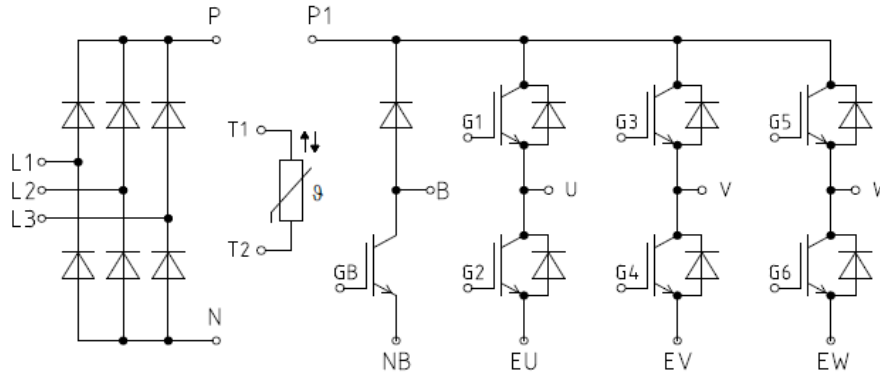 P P1
T1 G1 G3 G5
L1
L2 ϑ B U V W
L3
T2 GB G2 G4 G6
N
NB EU EV EW